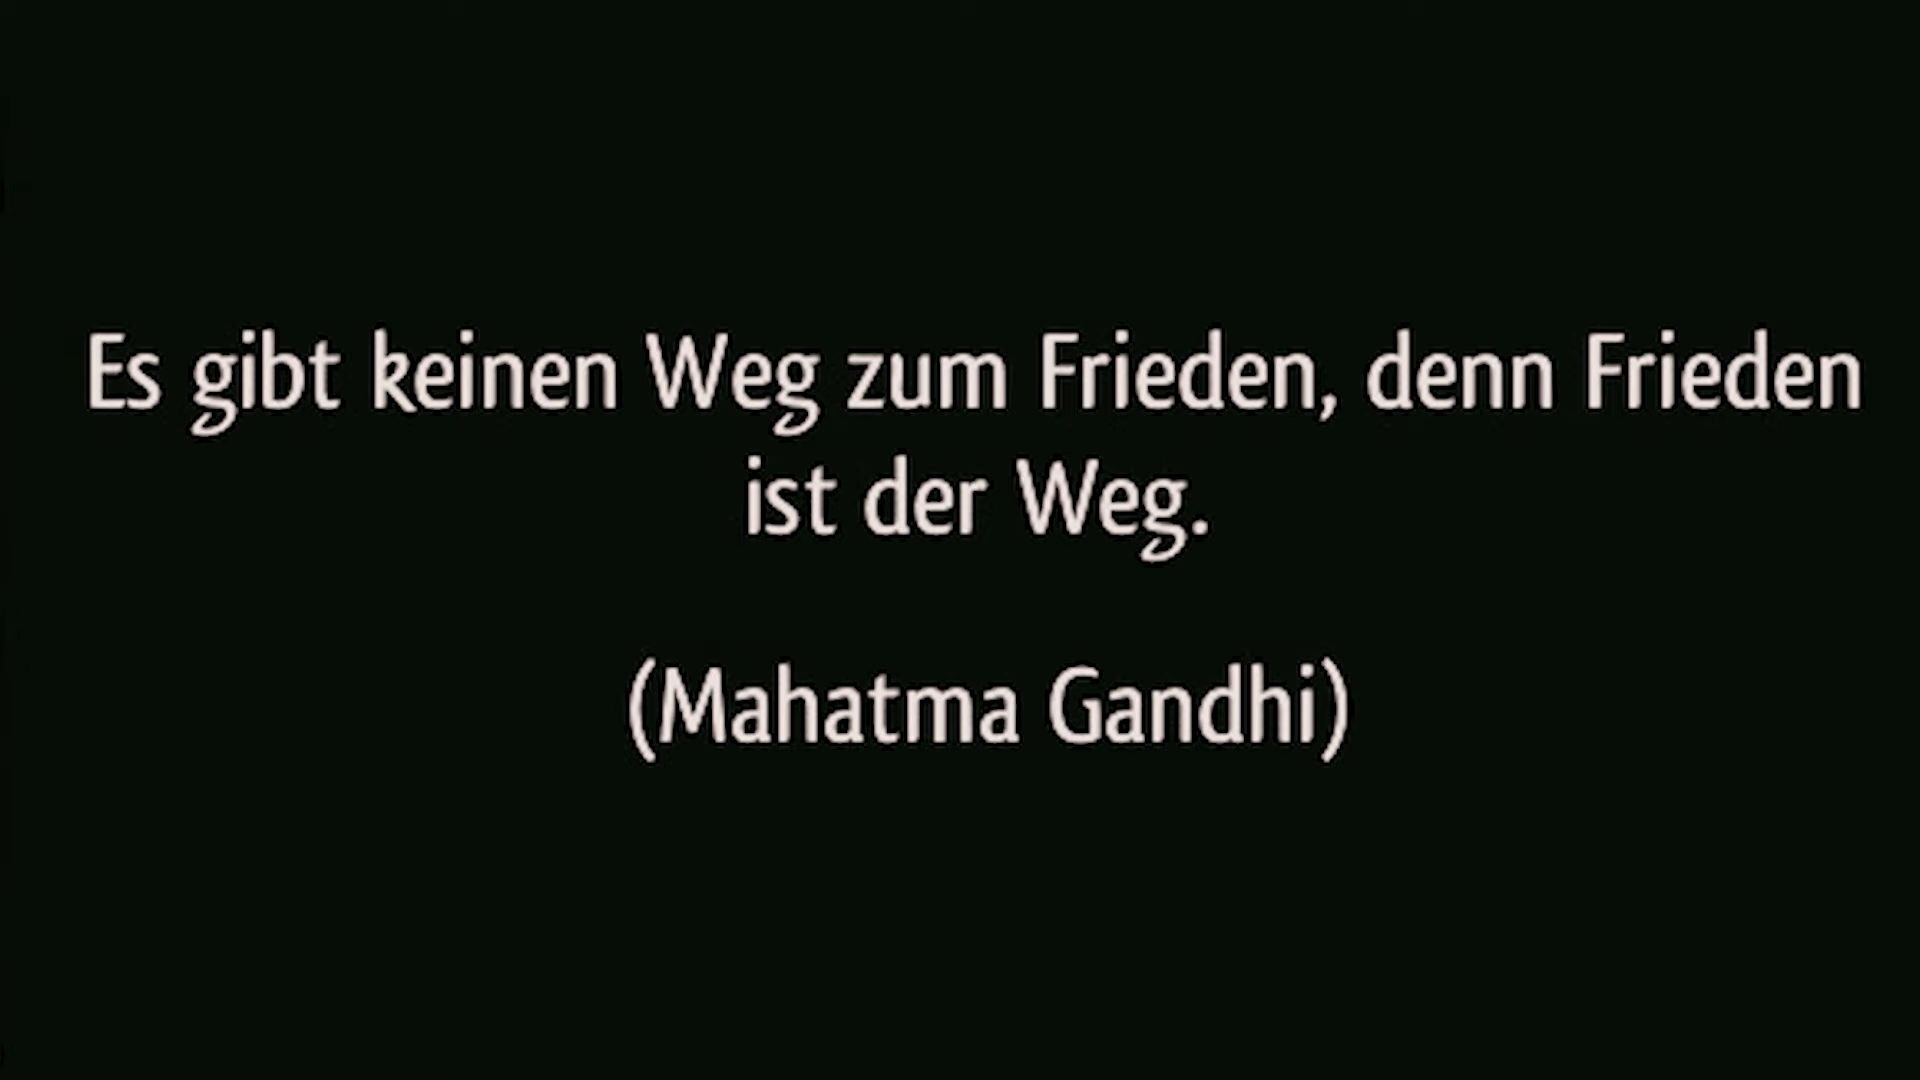 Es gibt keinen Weg zum Frieden, denn Frieden
ist der Weg.
(Mahatma Gandhi)